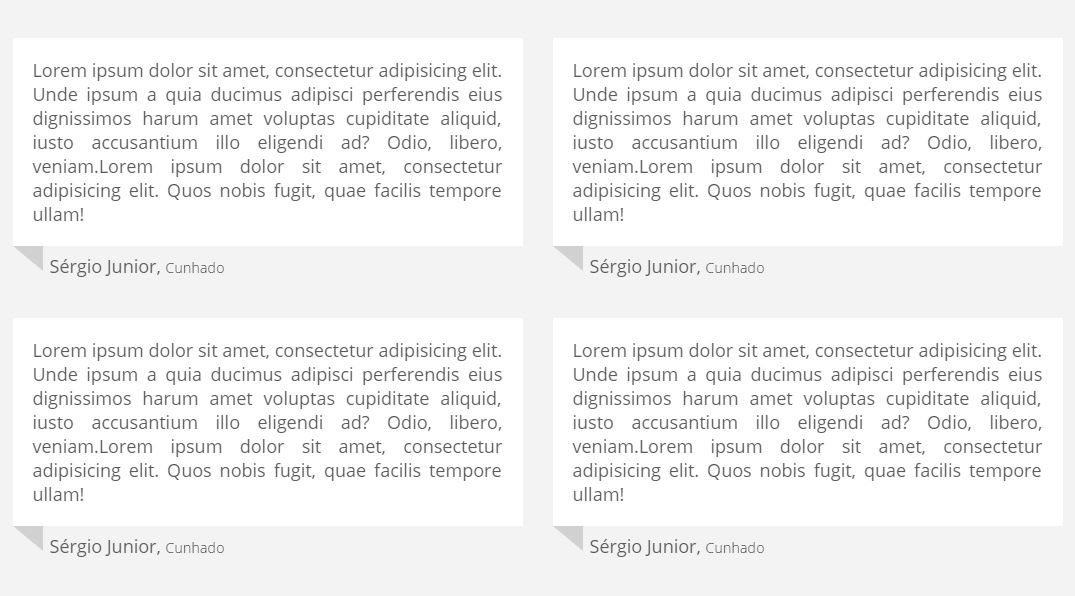 Lorem ipsum dolor sit amet, consectetur adipisicing elit.
Unde ipsum a quia ducimus adipisci perferendis eius
dignissimos harum amet voluptas cupiditate aliquid,
iusto accusantium illo eligendi ad? Odio, libero,
veniam.Lorem ipsum dolor sit amet, consectetur
adipisicing elit. Quos nobis fugit, quae facilis tempore
ullam!
Sérgio Junior, Cunhado
Lorem ipsum dolor sit amet, consectetur adipisicing elit.
Unde ipsum a quia ducimus adipisci perferendis eius
dignissimos harum amet voluptas cupiditate aliquid,
iusto accusantium illo eligendi ad? Odio, libero,
veniam.Lorem ipsum dolor sit amet, consectetur
adipisicing elit. Quos nobis fugit, quae facilis tempore
ullam!
Sérgio Junior, Cunhado
Lorem ipsum dolor sit amet, consectetur adipisicing elit.
Unde ipsum a quia ducimus adipisci perferendis eius
dignissimos harum amet voluptas cupiditate aliquid,
iusto accusantium illo eligendi ad? Odio, libero,
veniam.Lorem ipsum dolor sit amet, consectetur
adipisicing elit. Quos nobis fugit, quae facilis tempore
ullam!
Sérgio Junior, Cunhado
Lorem ipsum dolor sit amet, consectetur adipisicing elit.
Unde ipsum a quia ducimus adipisci perferendis eius
dignissimos harum amet voluptas cupiditate aliquid,
iusto accusantium illo eligendi ad? Odio, libero,
veniam.Lorem ipsum dolor sit amet, consectetur
adipisicing elit. Quos nobis fugit, quae facilis tempore
ullam!
Sérgio Junior, Cunhado